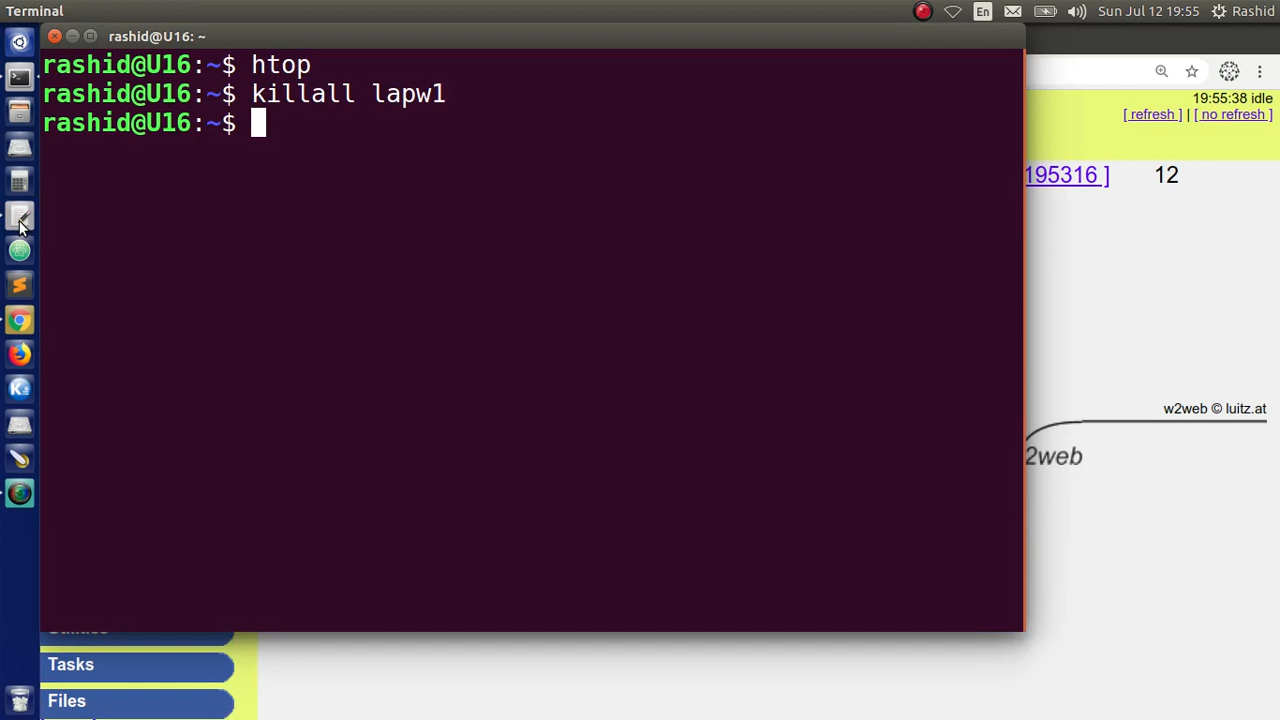 Terminal
En
Sun Jul 12 19:55
Rashid
rashid@U16: ~
rashid@U16:~$ htop
rashid@U16:~$ killall lapw1
rashid@U16:~$
19:55:38 idle
[ refresh ] | [ no refresh ]
195316 ]
12
w2web © luitz.at
2web
Utilities
Tasks
Files